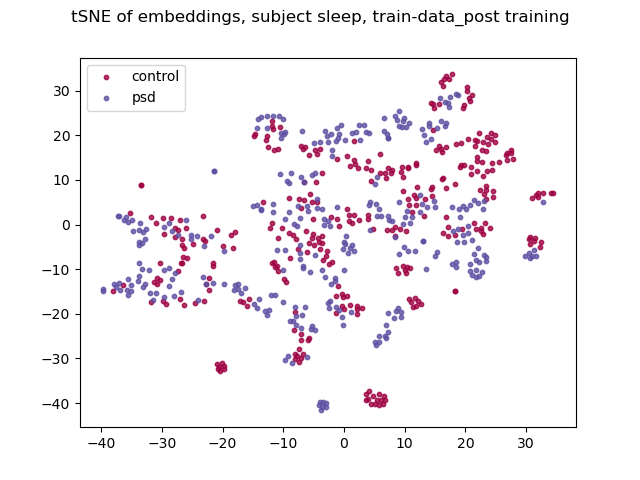 tSNE of embeddings, subject sleep, train-data_post training
control
psd
30
20
10
0
−10
−20
−30
−40
−40 −30 −20 −10 0 10 20 30